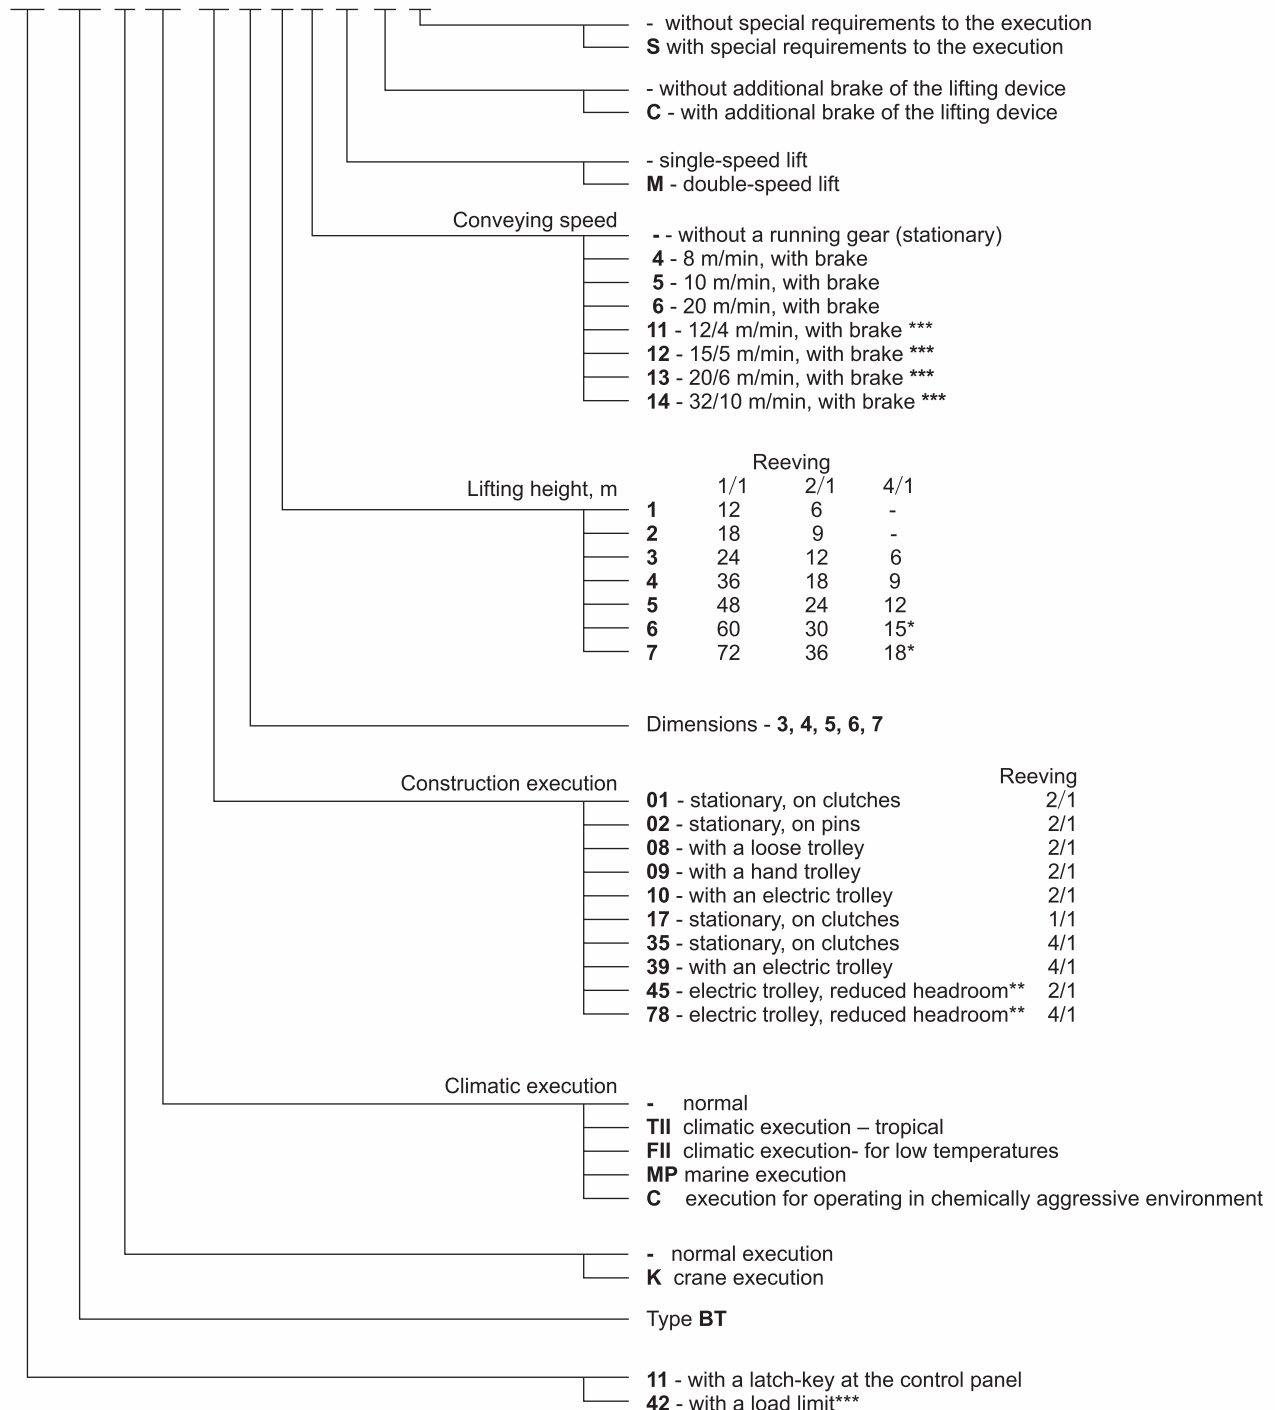 - without special requirements to the execution
S with special requirements to the execution
- without additional brake of the lifting device
C - with additional brake of the lifting device
- single-speed lift
M - double-speed lift
Conveying speed
- - without a running gear (stationary)
4 - 8 m/min, with brake
5 - 10 m/min, with brake
6 - 20 m/min, with brake
11 - 12/4 m/min, with brake ***
12 - 15/5 m/min, with brake ***
13 - 20/6 m/min, with brake ***
14 - 32/10 m/min, with brake ***
Reeving
Lifting height, m 1/1 2/1 4/1
1 12 6 -
2 18 9 -
3 24 12 6
4 36 18 9
5 48 24 12
6 60 30 15*
7 72 36 18*
Dimensions - 3, 4, 5, 6, 7
Reeving
Construction execution
01 - stationary, on clutches 2/1
02 - stationary, on pins 2/1
08 - with a loose trolley 2/1
09 - with a hand trolley 2/1
10 - with an electric trolley 2/1
17 - stationary, on clutches 1/1
35 - stationary, on clutches 4/1
39 - with an electric trolley 4/1
45 - electric trolley, reduced headroom** 2/1
78 - electric trolley, reduced headroom** 4/1
Climatic execution
- normal
TII climatic execution – tropical
FII climatic execution- for low temperatures
MP marine execution
C execution for operating in chemically aggressive environment
- normal execution
K crane execution
Type BT
11 - with a latch-key at the control panel
42 - with a load limit***